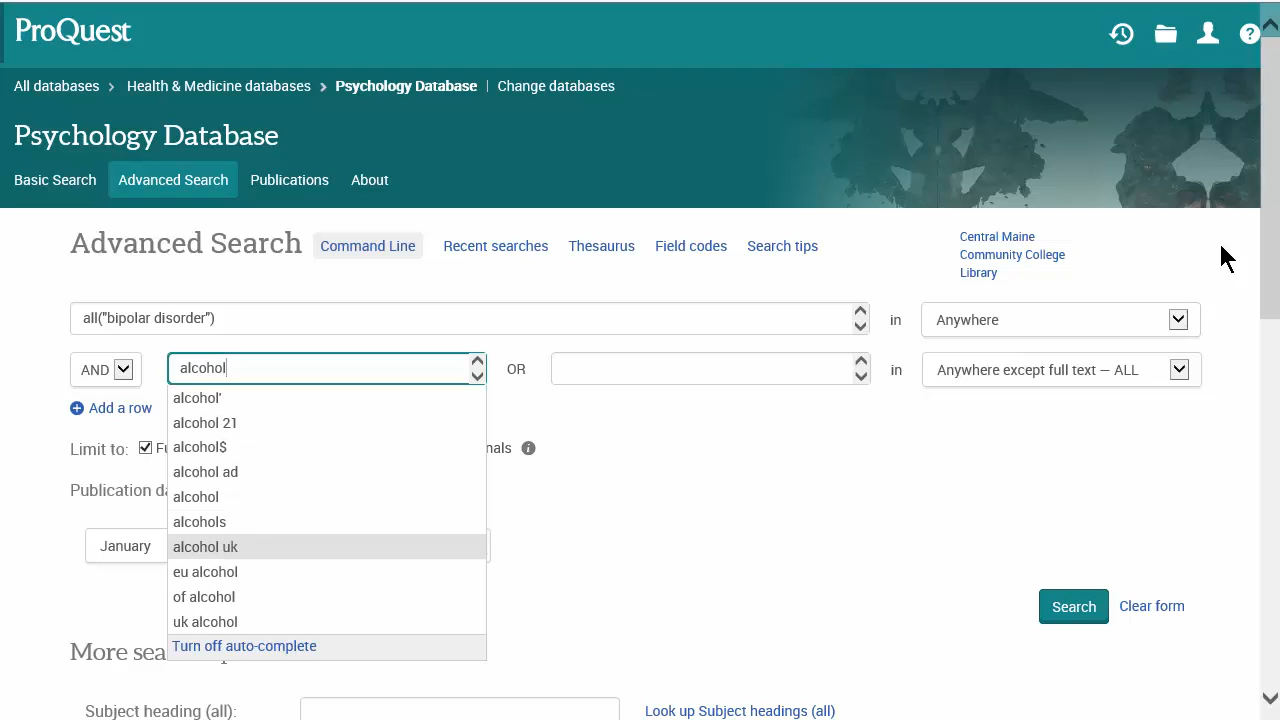 ProQuest
?
All databases > Health & Medicine databases > Psychology Database | Change databases
Psychology Database
Basic Search Advanced Search Publications About
Advanced Search Command Line Recent searches Thesaurus Field codes Search tips
Central Maine
Community College
Library
all("bipolar disorder") in Anywhere
AND alcohol OR in Anywhere except full text — ALL
Add a row
alcohol'
alcohol 21
alcohol$
alcohol ad
alcohol
alcohols
alcohol uk
eu alcohol
of alcohol
uk alcohol
Turn off auto-complete
Limit to:
i
Publication
January
Search Clear form
More
Subject heading (all): Look up Subject headings (all)